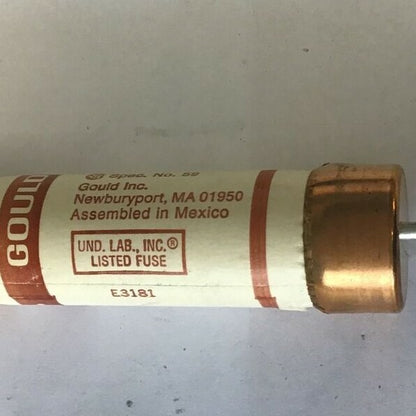 GOULD
Spec. No. 59
Gould Inc.
Newburyport, MA 01950
Assembled in Mexico
UND. LAB., INC.®
LISTED FUSE
E3181